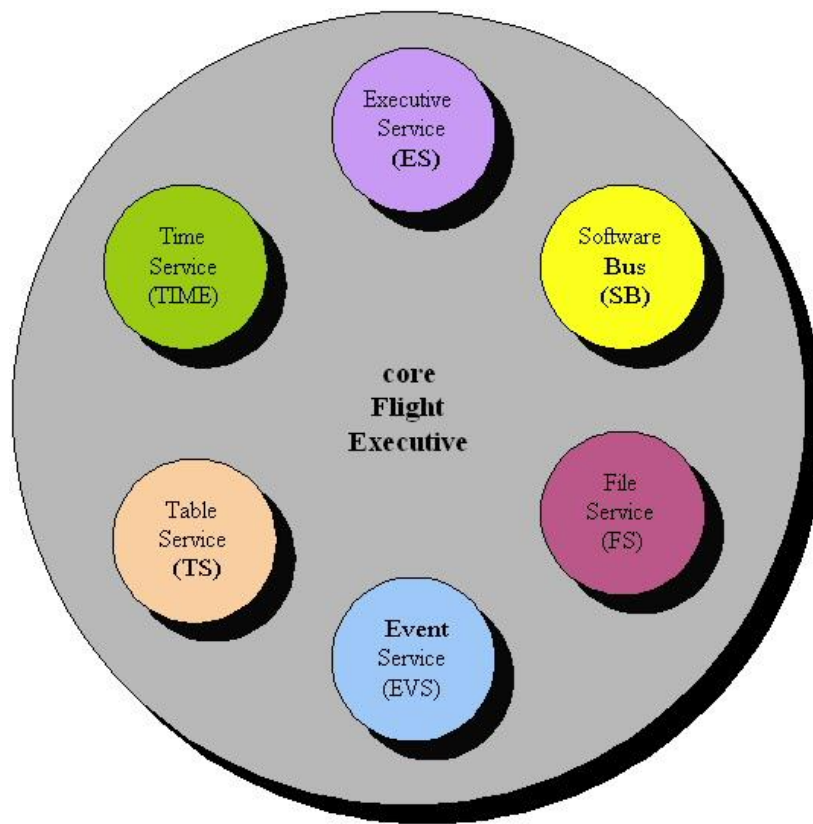 Executive
Service
(ES)
Time
Service
(TIME)
Software
Bus
(SB)
core
Flight
Executive
Table
Service
(TS)
File
Service
(FS)
Event
Service
(EVS)